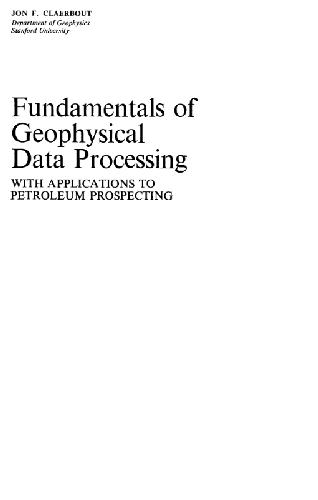 JON F. CLAERBOUT
Department of Geophysics
Stanford University
Fundamentals of
Geophysical
Data Processing
WITH APPLICATIONS TO
PETROLEUM PROSPECTING